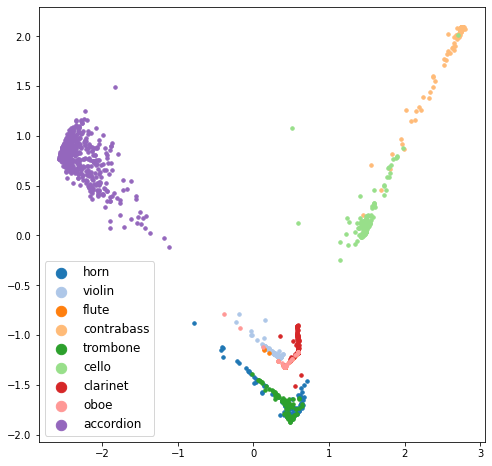 2.0
1.5
1.0
0.5
0.0
−0.5
−1.0
−1.5
−2.0
horn
violin
flute
contrabass
trombone
cello
clarinet
oboe
accordion
−2 −1 0 1 2 3